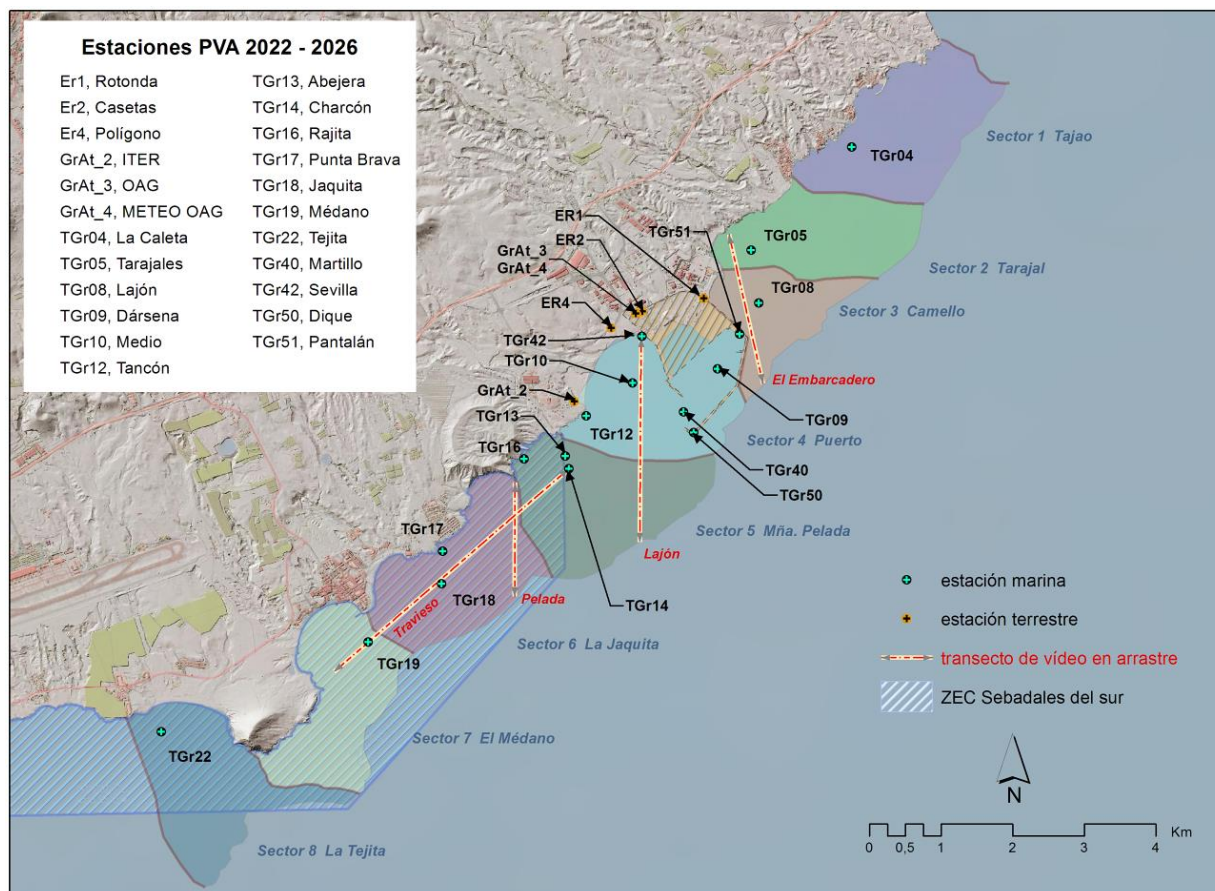 Estaciones PVA 2022 - 2026
Er1, Rotonda
Er2, Casetas
Er4, Polígono
GrAt_2, ITER
GrAt_3, OAG
GrAt_4, METEO OAG
TGr04, La Caleta
TGr05, Tarajales
TGr08, Lajón
TGr09, Dársena
TGr10, Medio
TGr12, Tancón
TGr13, Abejera
TGr14, Charcón
TGr16, Rajita
TGr17, Punta Brava
TGr18, Jaquita
TGr19, Médano
TGr22, Tejita
TGr40, Martillo
TGr42, Sevilla
TGr50, Dique
TGr51, Pantalán
Sector 1 Tajao
TGr04
ER1
TGr51
TGr05
ER2
GrAt_3
GrAt_4
Sector 2 Tarajal
TGr08
ER4
Sector 3 Camello
TGr42
TGr10
El Embarcadero
GrAt_2
TGr13
TGr12
TGr09
Sector 4 Puerto
TGr16
TGr40
TGr50
Sector 5 Mña. Pelada
TGr17
Lajón
TGr18
Pelada
TGr14
Travieso
Sector 6 La Jaquita
TGr19
Sector 7 El Médano
TGr22
Sector 8 La Tejita
estación marina
estación terrestre
transecto de vídeo en arrastre
ZEC Sebadales del sur
N
Km
0 0,5 1 2 3 4